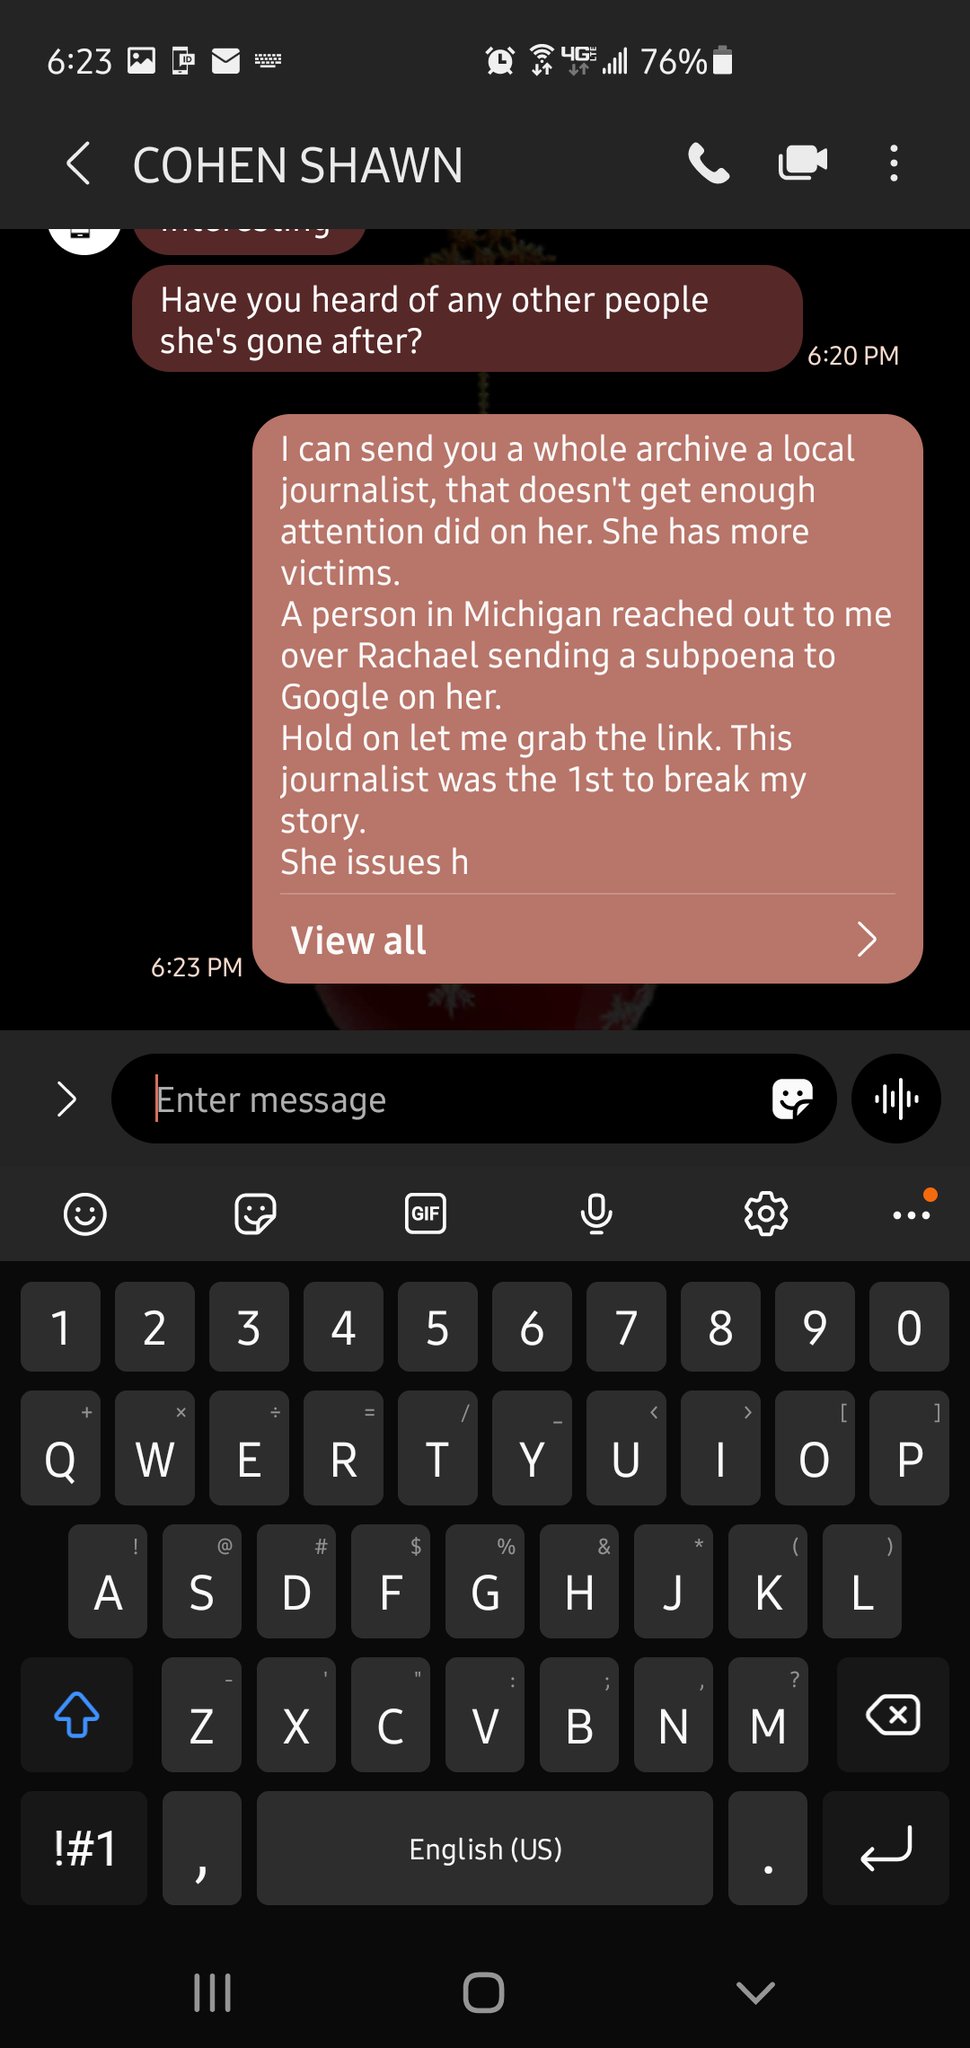 6:23 4G LTE 76%
COHEN SHAWN
interesting
Have you heard of any other people
she's gone after?
6:20 PM
I can send you a whole archive a local
journalist, that doesn't get enough
attention did on her. She has more
victims.
A person in Michigan reached out to me
over Rachael sending a subpoena to
Google on her.
Hold on let me grab the link. This
journalist was the 1st to break my
story.
She issues h
View all
6:23 PM
Enter message
GIF
1 2 3 4 5 6 7 8 9 0
+ × ÷ = / _ < > [ ]
Q W E R T Y U I O P
! @ # $ % & * ( )
A S D F G H J K L
- ' " : ; , ?
Z X C V B N M
!#1 , English (US) .